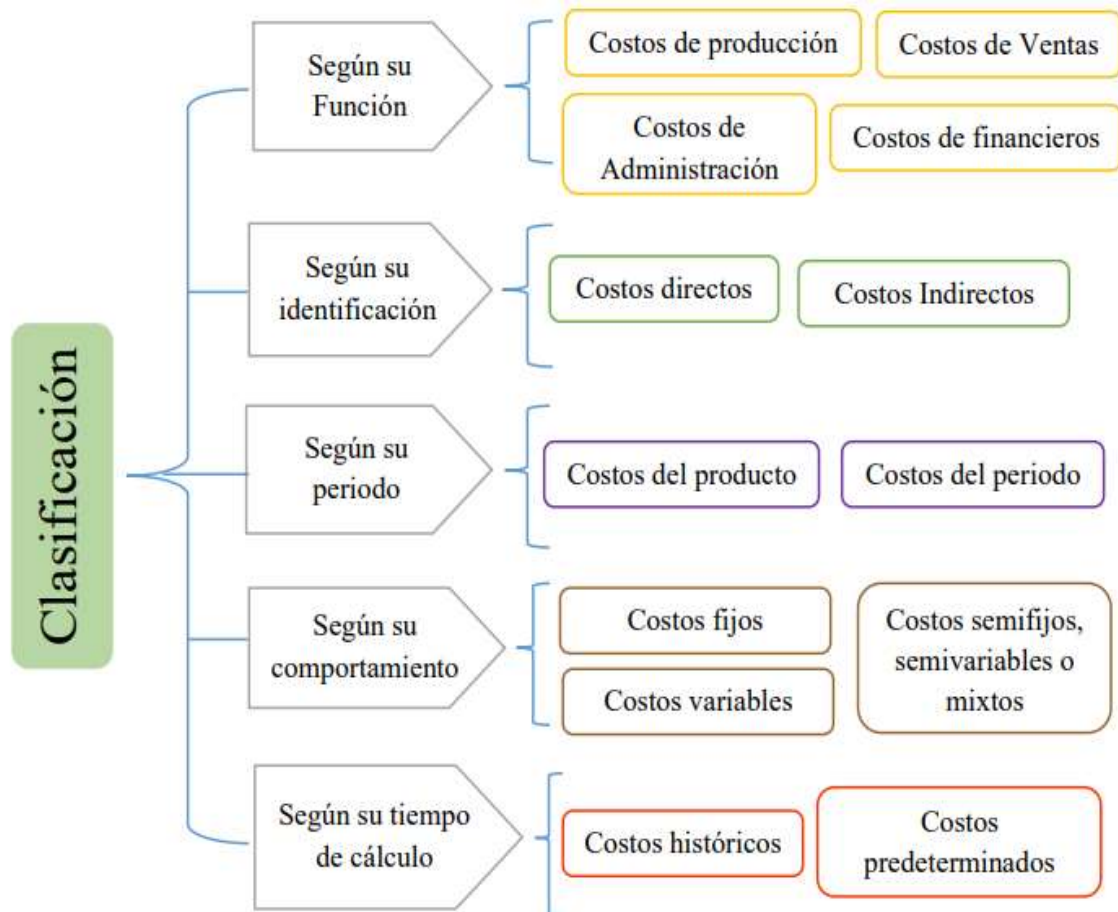 Clasificación
Según su
Función
Costos de producción
Costos de Ventas
Costos de
Administración
Costos de financieros
Según su
identificación
Costos directos
Costos Indirectos
Según su
periodo
Costos del producto
Costos del periodo
Según su
comportamiento
Costos fijos
Costos variables
Costos semifijos,
semivariables o
mixtos
Según su tiempo
de cálculo
Costos históricos
Costos
predeterminados